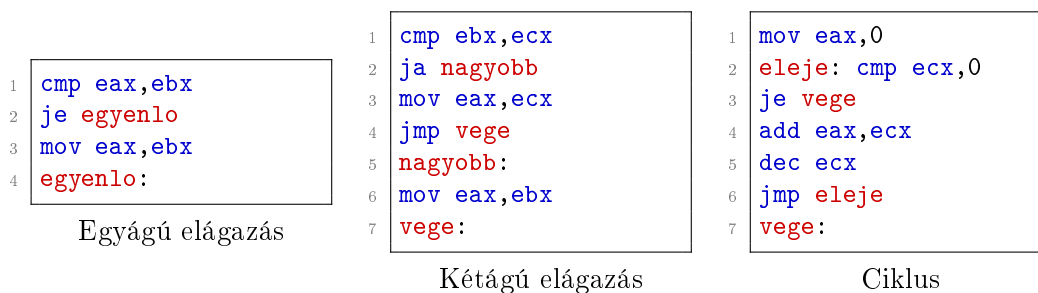 1 cmp eax,ebx
2 je egyenlo
3 mov eax,ebx
4 egyenlo:
Egyágú elágazás
1 cmp ebx,ecx
2 ja nagyobb
3 mov eax,ecx
4 jmp vege
5 nagyobb:
6 mov eax,ebx
7 vege:
Kétágú elágazás
1 mov eax,0
2 eleje: cmp ecx,0
3 je vege
4 add eax,ecx
5 dec ecx
6 jmp eleje
7 vege:
Ciklus